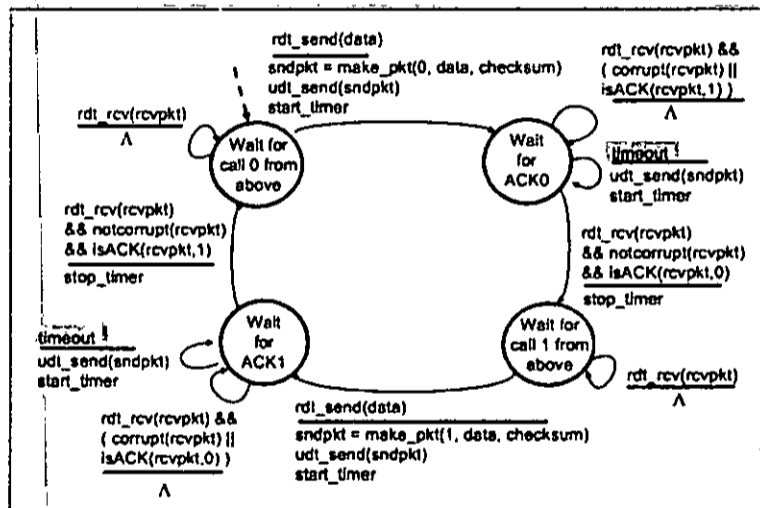 rdt_send(data)
sndpkt = make_pkt(0, data, checksum)
udt_send(sndpkt)
start_timer
rdt_rcv(rcvpkt) &&
( corrupt(rcvpkt) ||
isACK(rcvpkt,1) )
Λ
rdt_rcv(rcvpkt)
Λ
Wait for
call 0 from
above
Wait
for
ACK0
timeout
udt_send(sndpkt)
start_timer
rdt_rcv(rcvpkt)
&& notcorrupt(rcvpkt)
&& isACK(rcvpkt,1)
stop_timer
rdt_rcv(rcvpkt)
&& notcorrupt(rcvpkt)
&& isACK(rcvpkt,0)
stop_timer
timeout
udt_send(sndpkt)
start_timer
Wait
for
ACK1
Wait for
call 1 from
above
rdt_rcv(rcvpkt)
Λ
rdt_rcv(rcvpkt) &&
( corrupt(rcvpkt) ||
isACK(rcvpkt,0) )
Λ
rdt_send(data)
sndpkt = make_pkt(1, data, checksum)
udt_send(sndpkt)
start_timer